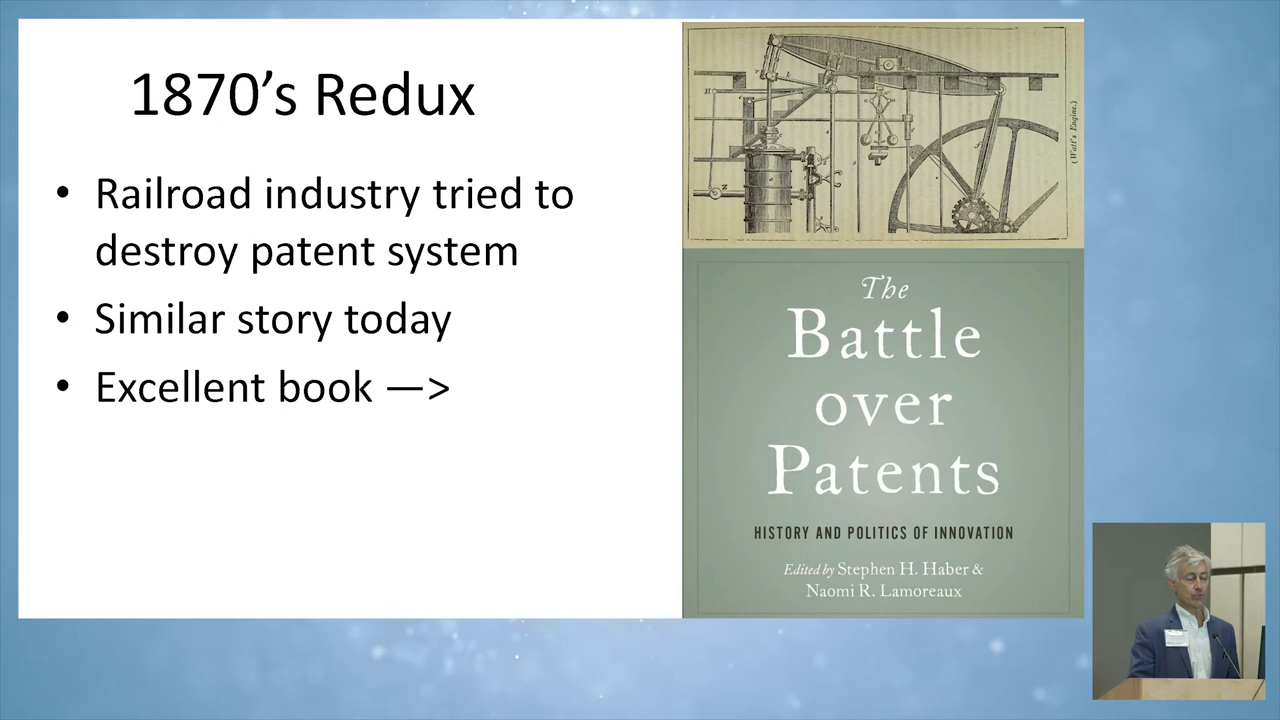 1870’s Redux
• Railroad industry tried to
destroy patent system
• Similar story today
• Excellent book —>
(Watt's Engine.)
The
Battle
over
Patents
HISTORY AND POLITICS OF INNOVATION
Edited by Stephen H. Haber &
Naomi R. Lamoreaux